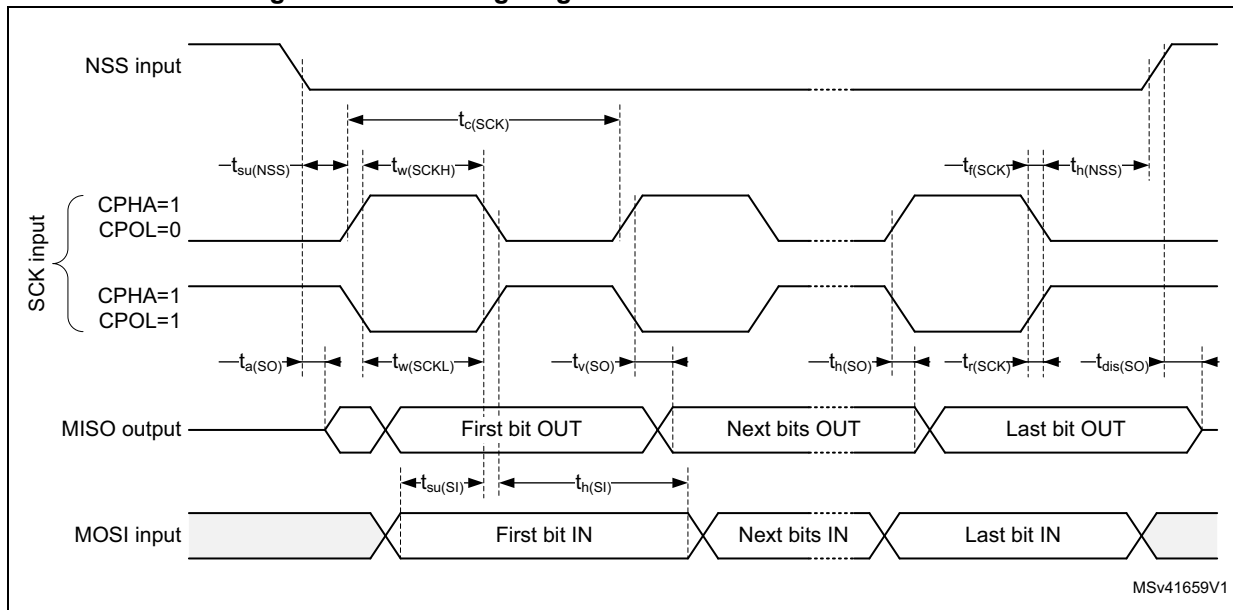 NSS input
tc(SCK)
tsu(NSS) tw(SCKH) tf(SCK) th(NSS)
SCK input
CPHA=1
CPOL=0
CPHA=1
CPOL=1
ta(SO) tw(SCKL) tv(SO) th(SO) tr(SCK) tdis(SO)
MISO output First bit OUT Next bits OUT Last bit OUT
tsu(SI) th(SI)
MOSI input First bit IN Next bits IN Last bit IN
MSv41659V1